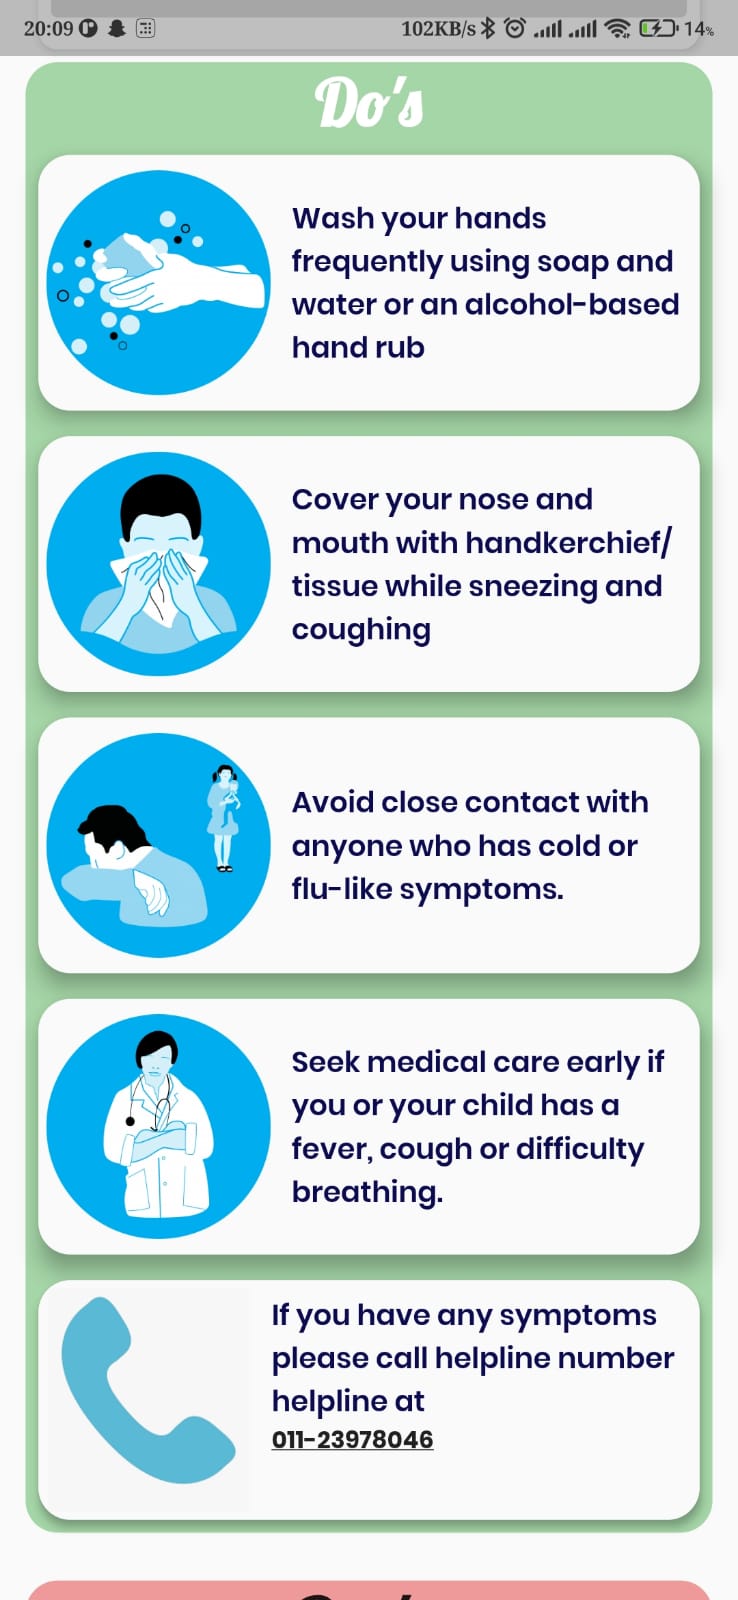 20:09 102KB/s 14%
Do's
Wash your hands
frequently using soap and
water or an alcohol-based
hand rub
Cover your nose and
mouth with handkerchief/
tissue while sneezing and
coughing
Avoid close contact with
anyone who has cold or
flu-like symptoms.
Seek medical care early if
you or your child has a
fever, cough or difficulty
breathing.
If you have any symptoms
please call helpline number
helpline at
011-23978046